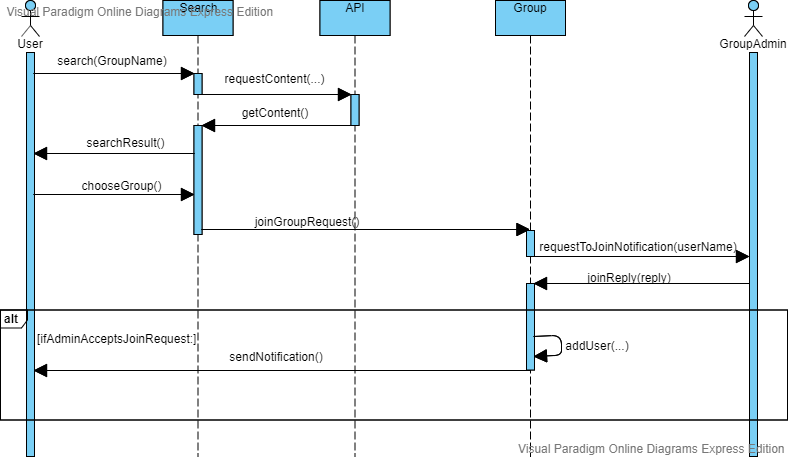 Visual Paradigm Online Diagrams Express Edition
Search
API
Group
User
GroupAdmin
search(GroupName)
requestContent(...)
getContent()
searchResult()
chooseGroup()
joinGroupRequest()
requestToJoinNotification(userName)
joinReply(reply)
alt
[ifAdminAcceptsJoinRequest:]
addUser(...)
sendNotification()
Visual Paradigm Online Diagrams Express Edition